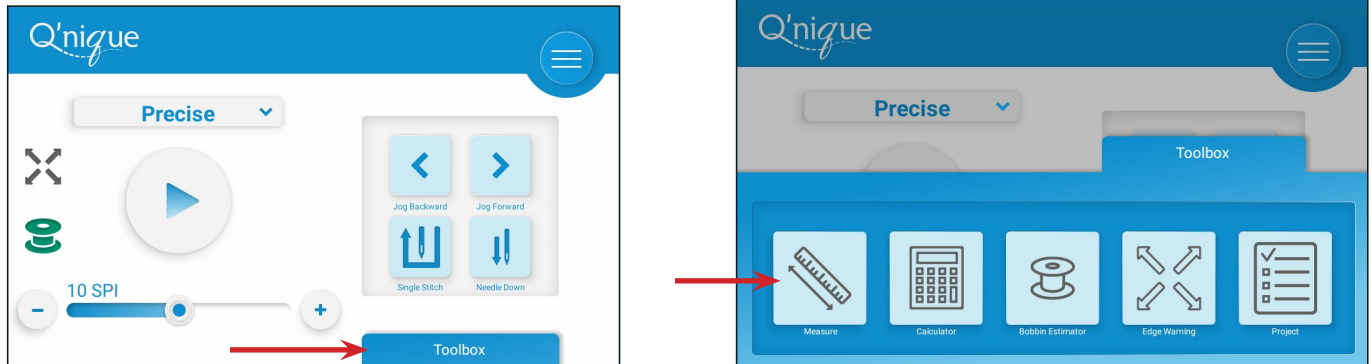 Q'nique
Precise
Jog Backward Jog Forward
Single Stitch Needle Down
10 SPI
-
+
Toolbox
Q'nique
Precise
Toolbox
Measure Calculator Bobbin Estimator Edge Warning Project